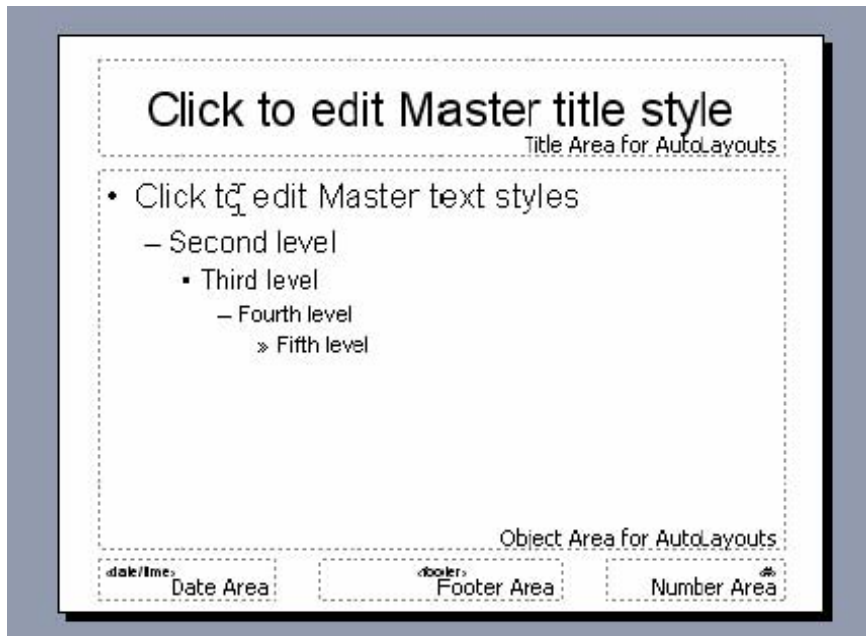 Click to edit Master title style
Title Area for AutoLayouts
• Click to edit Master text styles
– Second level
▪ Third level
– Fourth level
» Fifth level
Object Area for AutoLayouts
<date/time>
Date Area
<footer>
Footer Area
<#>
Number Area